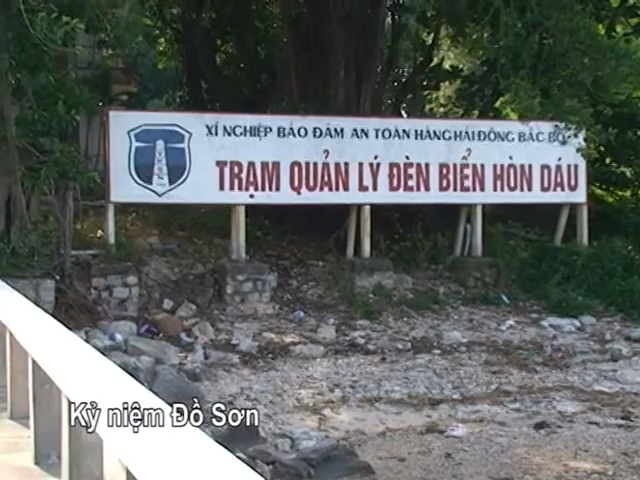 XÍ NGHIỆP BẢO ĐẢM AN TOÀN HÀNG HẢI ĐÔNG BẮC BỘ
TRẠM QUẢN LÝ ĐÈN BIỂN HÒN DÁU
Kỷ niệm Đồ Sơn